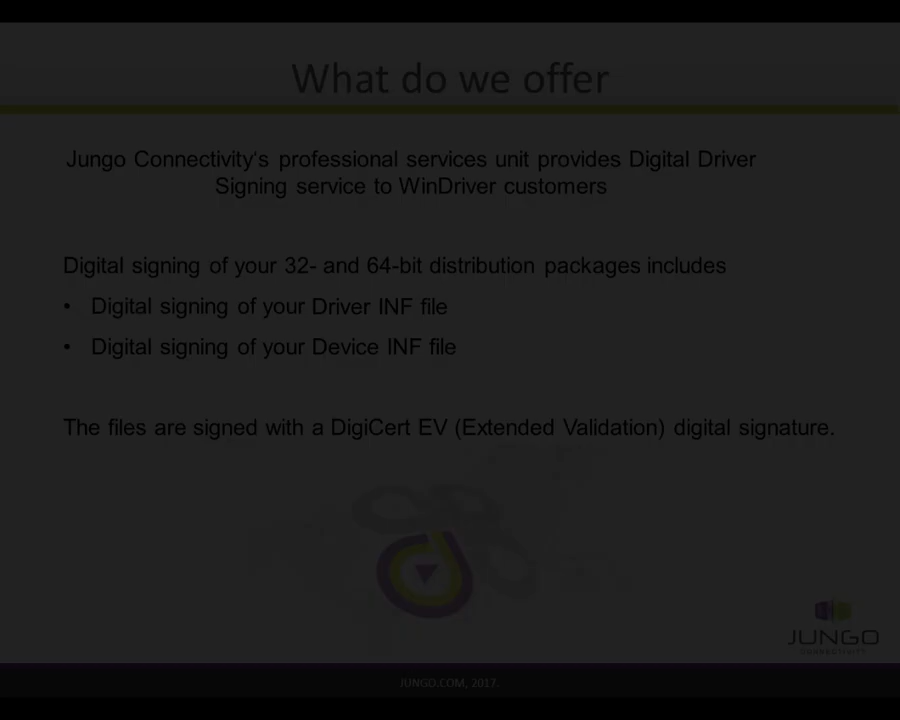 What do we offer
Jungo Connectivity's professional services unit provides Digital Driver
Signing service to WinDriver customers
Digital signing of your 32- and 64-bit distribution packages includes
• Digital signing of your Driver INF file
• Digital signing of your Device INF file
The files are signed with a DigiCert EV (Extended Validation) digital signature.
JUNGO
CONNECTIVITY
JUNGO.COM, 2017.